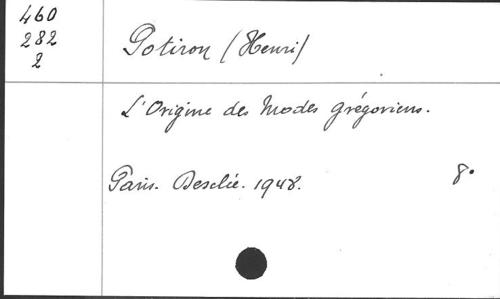 460
282
2
Potiron (Henri)
L'Origine des Modes grégoriens.
Paris. Desclée. 1948. 8°